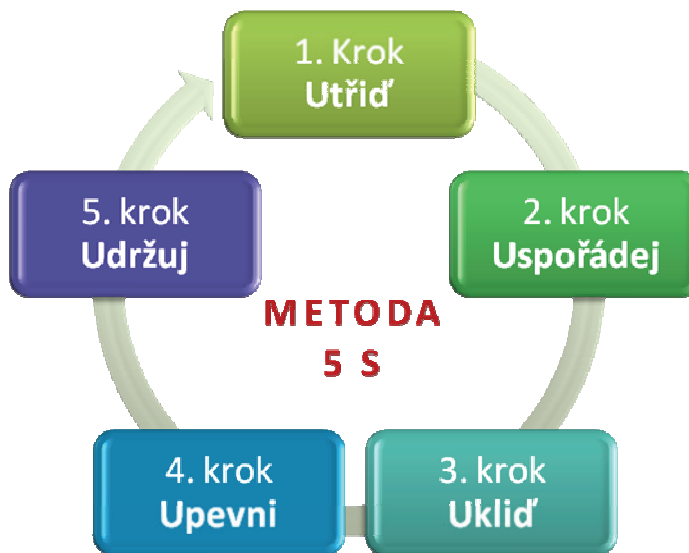 1. Krok
Utřiď
2. krok
Uspořádej
3. krok
Ukliď
4. krok
Upevni
5. krok
Udržuj
METODA
5 S